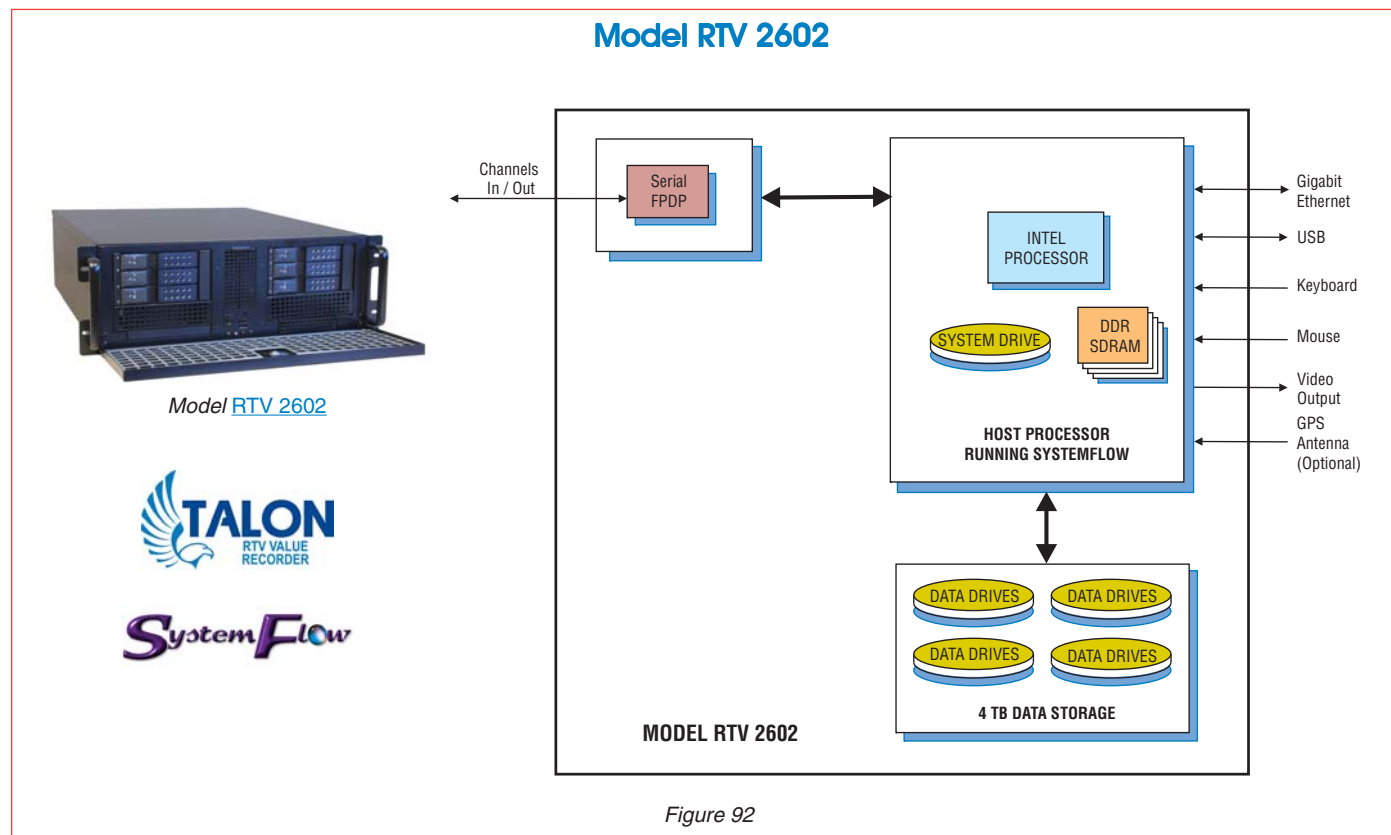 Model RTV 2602
Channels
In / Out
Serial
FPDP
INTEL
PROCESSOR
SYSTEM DRIVE
DDR
SDRAM
HOST PROCESSOR
RUNNING SYSTEMFLOW
Gigabit
Ethernet
USB
Keyboard
Mouse
Video
Output
GPS
Antenna
(Optional)
Model RTV 2602
TALON
RTV VALUE
RECORDER
SystemFlow
DATA DRIVES
DATA DRIVES
DATA DRIVES
DATA DRIVES
4 TB DATA STORAGE
MODEL RTV 2602
Figure 92